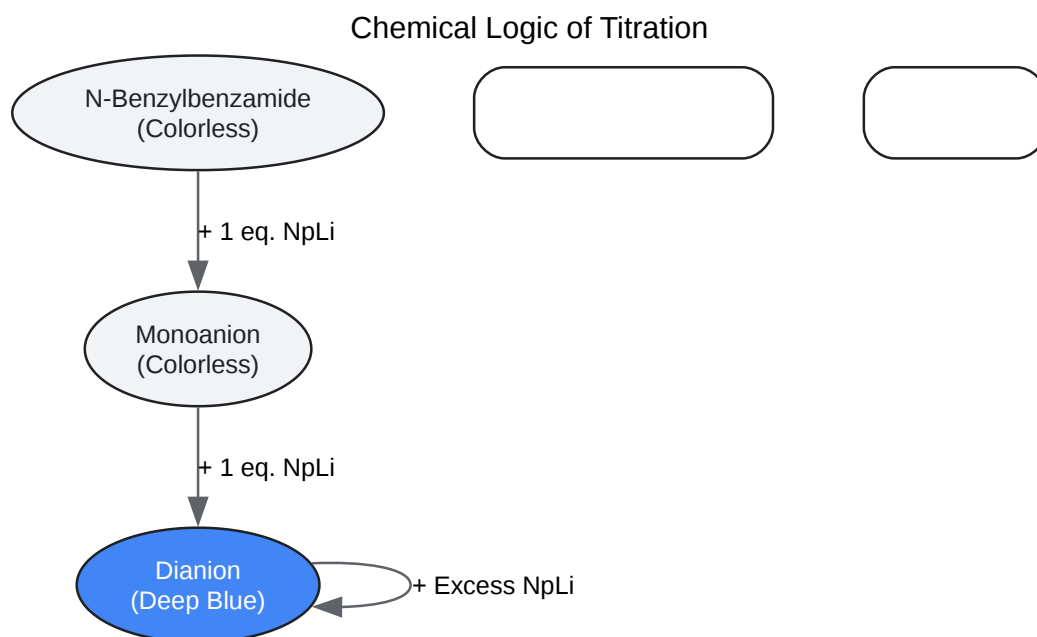 Chemical Logic of Titration
N-Benzylbenzamide
(Colorless)
+ 1 eq. NpLi
Monoanion
(Colorless)
+ 1 eq. NpLi
Dianion
(Deep Blue)
+ Excess NpLi